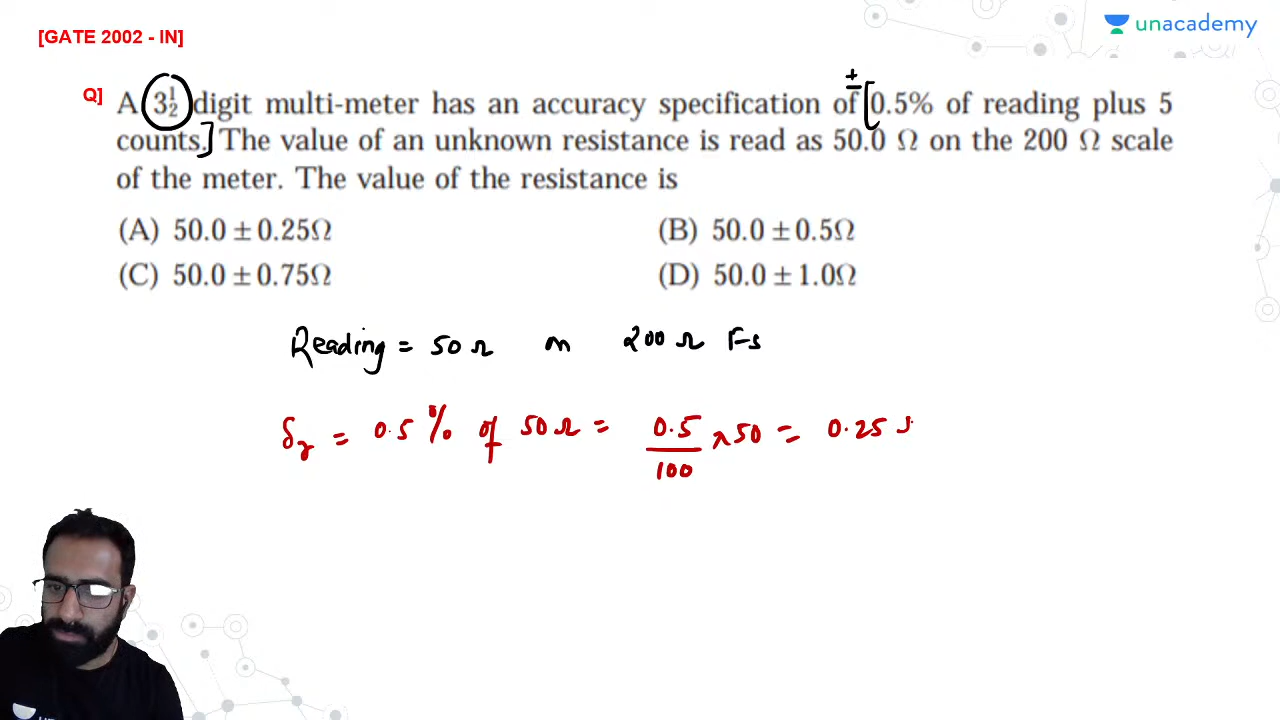 [GATE 2002 - IN]
unacademy
Q] A 3½ digit multi-meter has an accuracy specification of ± [0.5% of reading plus 5
counts.] The value of an unknown resistance is read as 50.0 Ω on the 200 Ω scale
of the meter. The value of the resistance is
(A) 50.0 ± 0.25Ω (B) 50.0 ± 0.5Ω
(C) 50.0 ± 0.75Ω (D) 50.0 ± 1.0Ω
Reading = 50 Ω on 200 Ω Fs
δr = 0.5 % of 50 Ω = 0.5/100 × 50 = 0.25